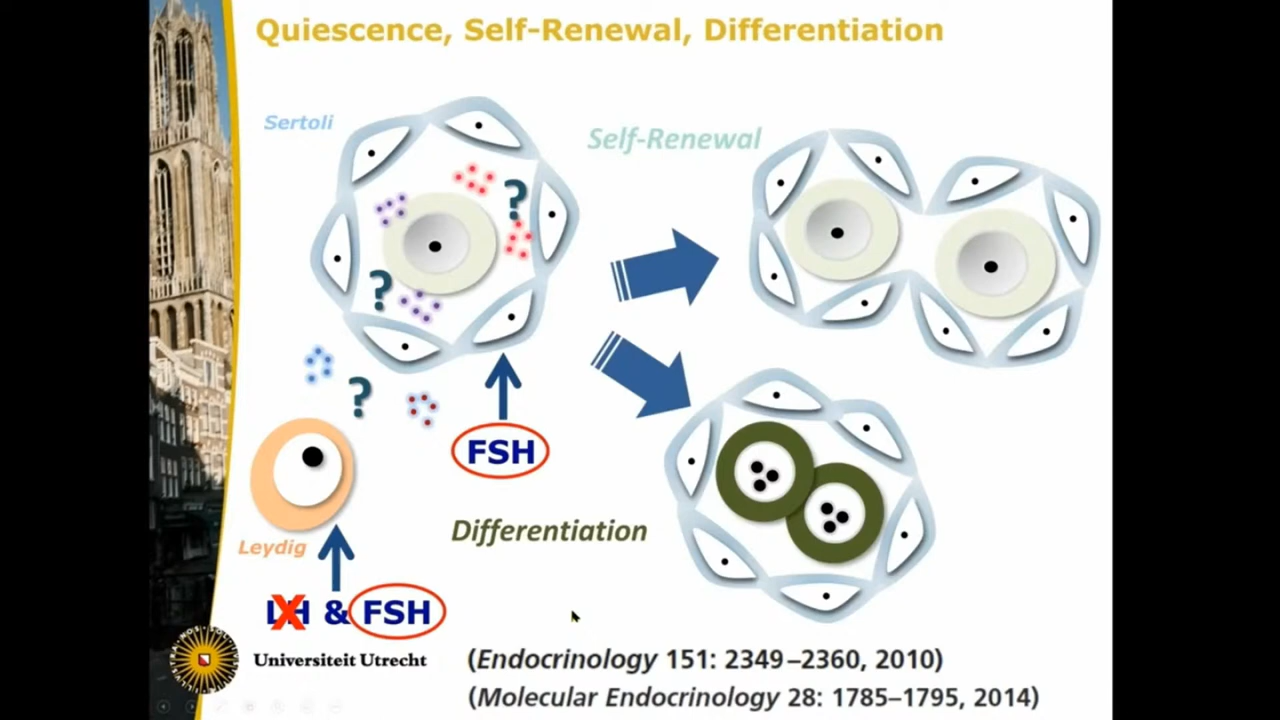 Quiescence, Self-Renewal, Differentiation
Sertoli
Self-Renewal
?
?
?
FSH
Leydig
Differentiation
LH & FSH
Universiteit Utrecht
(Endocrinology 151: 2349–2360, 2010)
(Molecular Endocrinology 28: 1785–1795, 2014)